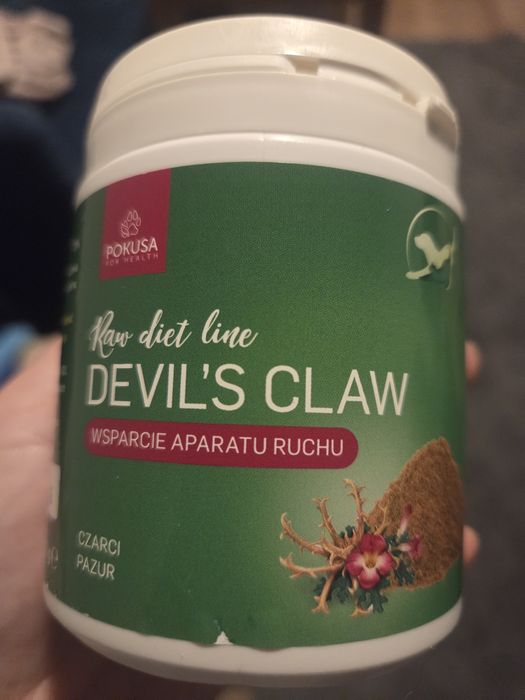 POKUSA
FOR HEALTH
Raw diet line
DEVIL'S CLAW
WSPARCIE APARATU RUCHU
CZARCI
PAZUR